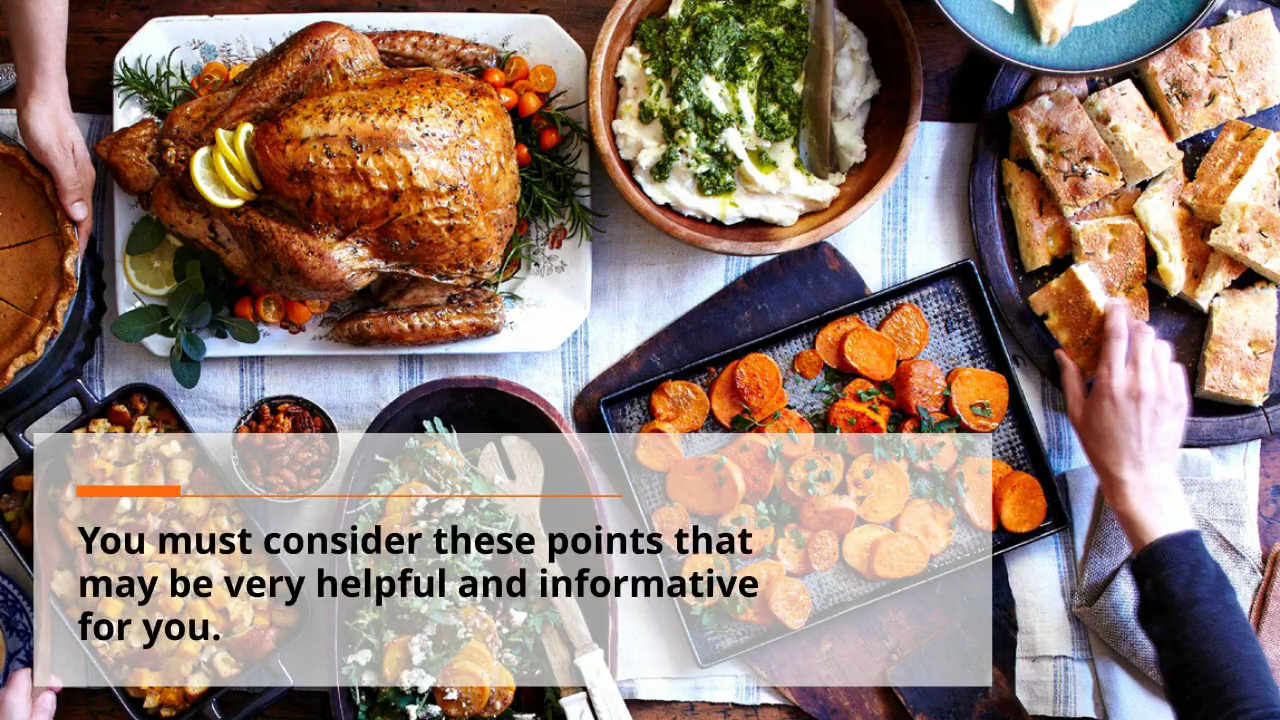 You must consider these points that
may be very helpful and informative
for you.